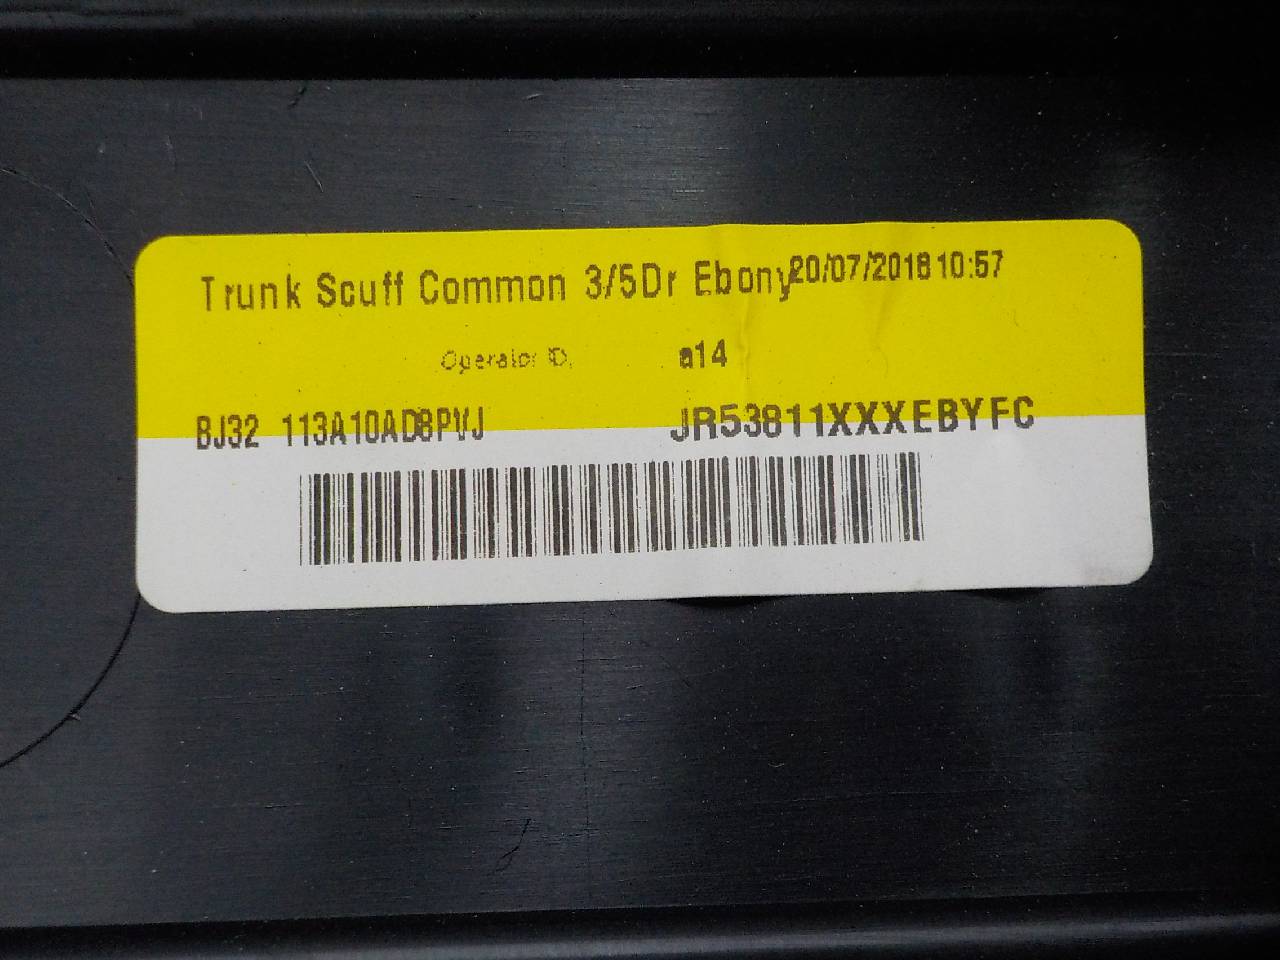 Trunk Scuff Common 3/5Dr Ebony 20/07/2018 10:57
Operator ID. a14
BJ32 113A10AD8PVJ JR53811XXXEBYFC